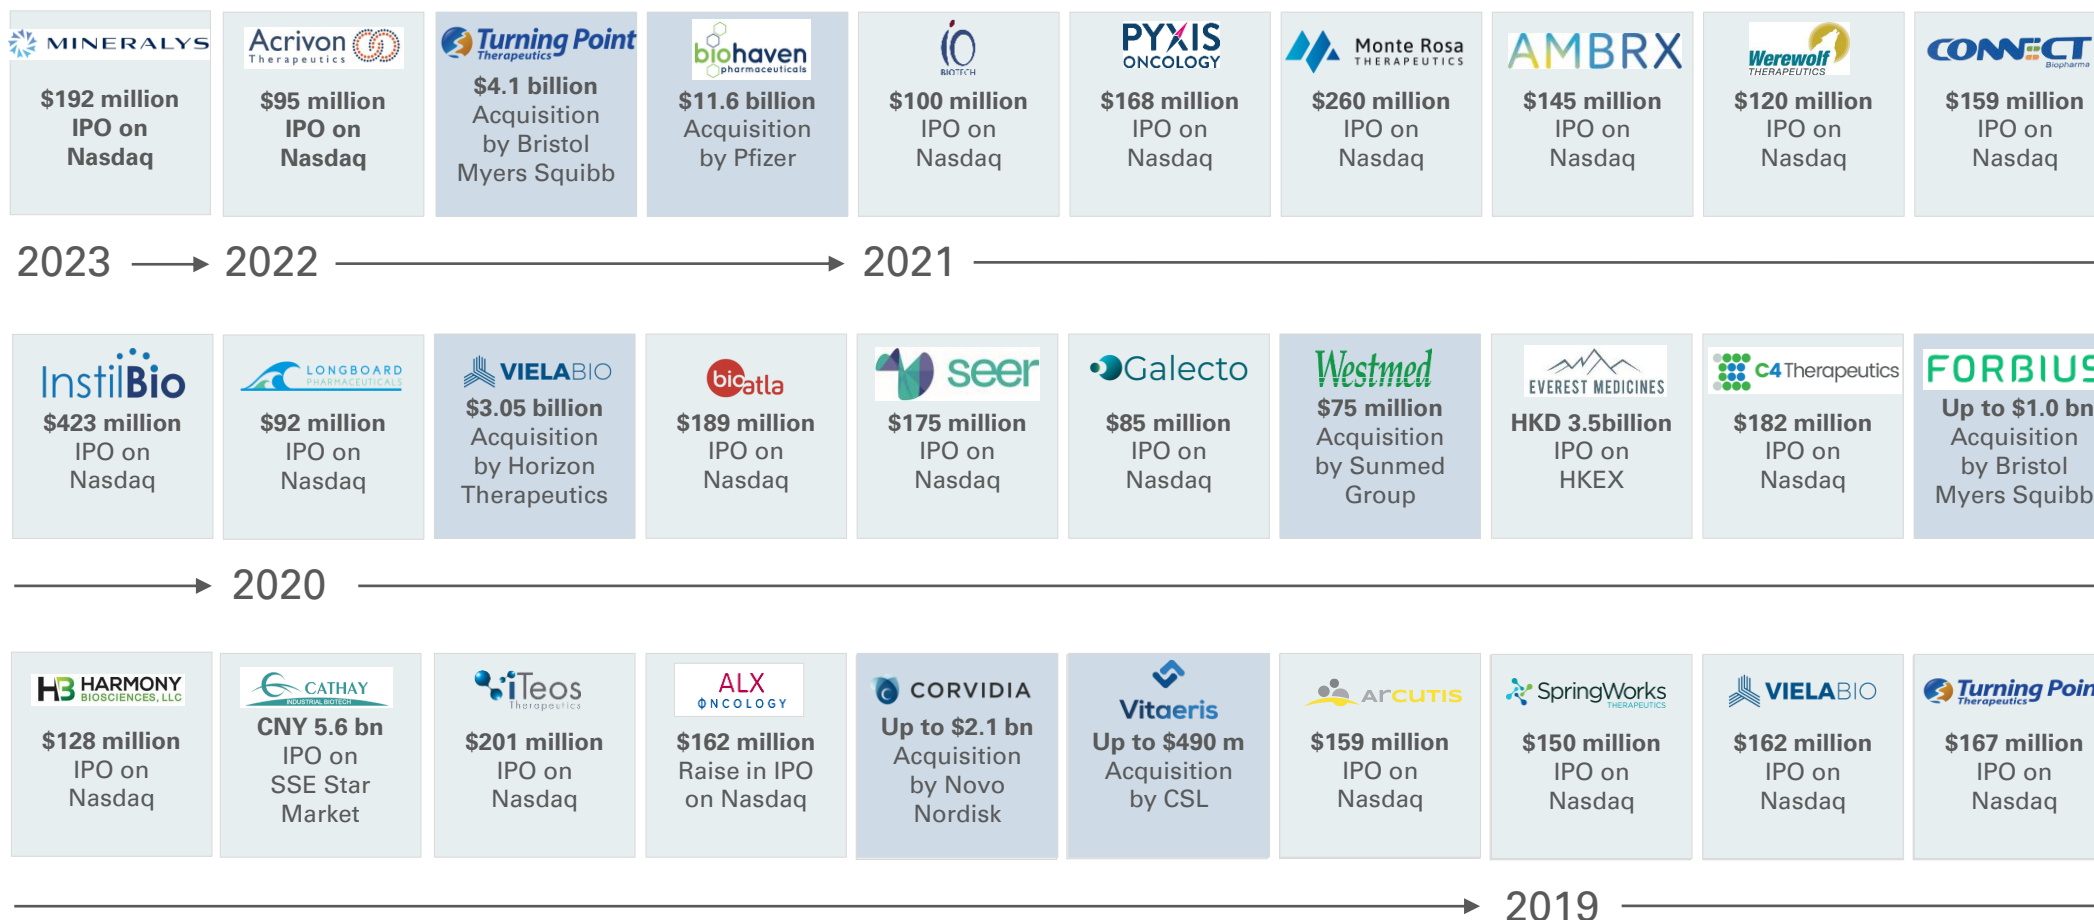 MINERALYS
$192 million
IPO on
Nasdaq
Acrivon
Therapeutics
$95 million
IPO on
Nasdaq
Turning Point
Therapeutics
$4.1 billion
Acquisition
by Bristol
Myers Squibb
biohaven
pharmaceuticals
$11.6 billion
Acquisition
by Pfizer
IO
BIOTECH
$100 million
IPO on
Nasdaq
PYXIS
ONCOLOGY
$168 million
IPO on
Nasdaq
Monte Rosa
THERAPEUTICS
$260 million
IPO on
Nasdaq
AMBRX
$145 million
IPO on
Nasdaq
Werewolf
THERAPEUTICS
$120 million
IPO on
Nasdaq
CONNECT
Biopharma
$159 million
IPO on
Nasdaq
2023
2022
2021
InstilBio
$423 million
IPO on
Nasdaq
LONGBOARD
PHARMACEUTICALS
$92 million
IPO on
Nasdaq
VIELABIO
$3.05 billion
Acquisition
by Horizon
Therapeutics
bioatla
$189 million
IPO on
Nasdaq
seer
$175 million
IPO on
Nasdaq
Galecto
$85 million
IPO on
Nasdaq
Westmed
$75 million
Acquisition
by Sunmed
Group
EVEREST MEDICINES
HKD 3.5billion
IPO on
HKEX
C4 Therapeutics
$182 million
IPO on
Nasdaq
FORBIUS
Up to $1.0 bn
Acquisition
by Bristol
Myers Squibb
2020
HB HARMONY
BIOSCIENCES, LLC
$128 million
IPO on
Nasdaq
CATHAY
INDUSTRIAL BIOTECH
CNY 5.6 bn
IPO on
SSE Star
Market
iTeos
Therapeutics
$201 million
IPO on
Nasdaq
ALX
ONCOLOGY
$162 million
Raise in IPO
on Nasdaq
CORVIDIA
Up to $2.1 bn
Acquisition
by Novo
Nordisk
Vitaeris
Up to $490 m
Acquisition
by CSL
ARCUTIS
$159 million
IPO on
Nasdaq
SpringWorks
THERAPEUTICS
$150 million
IPO on
Nasdaq
VIELABIO
$162 million
IPO on
Nasdaq
Turning Poin
Therapeutics
$167 million
IPO on
Nasdaq
2019